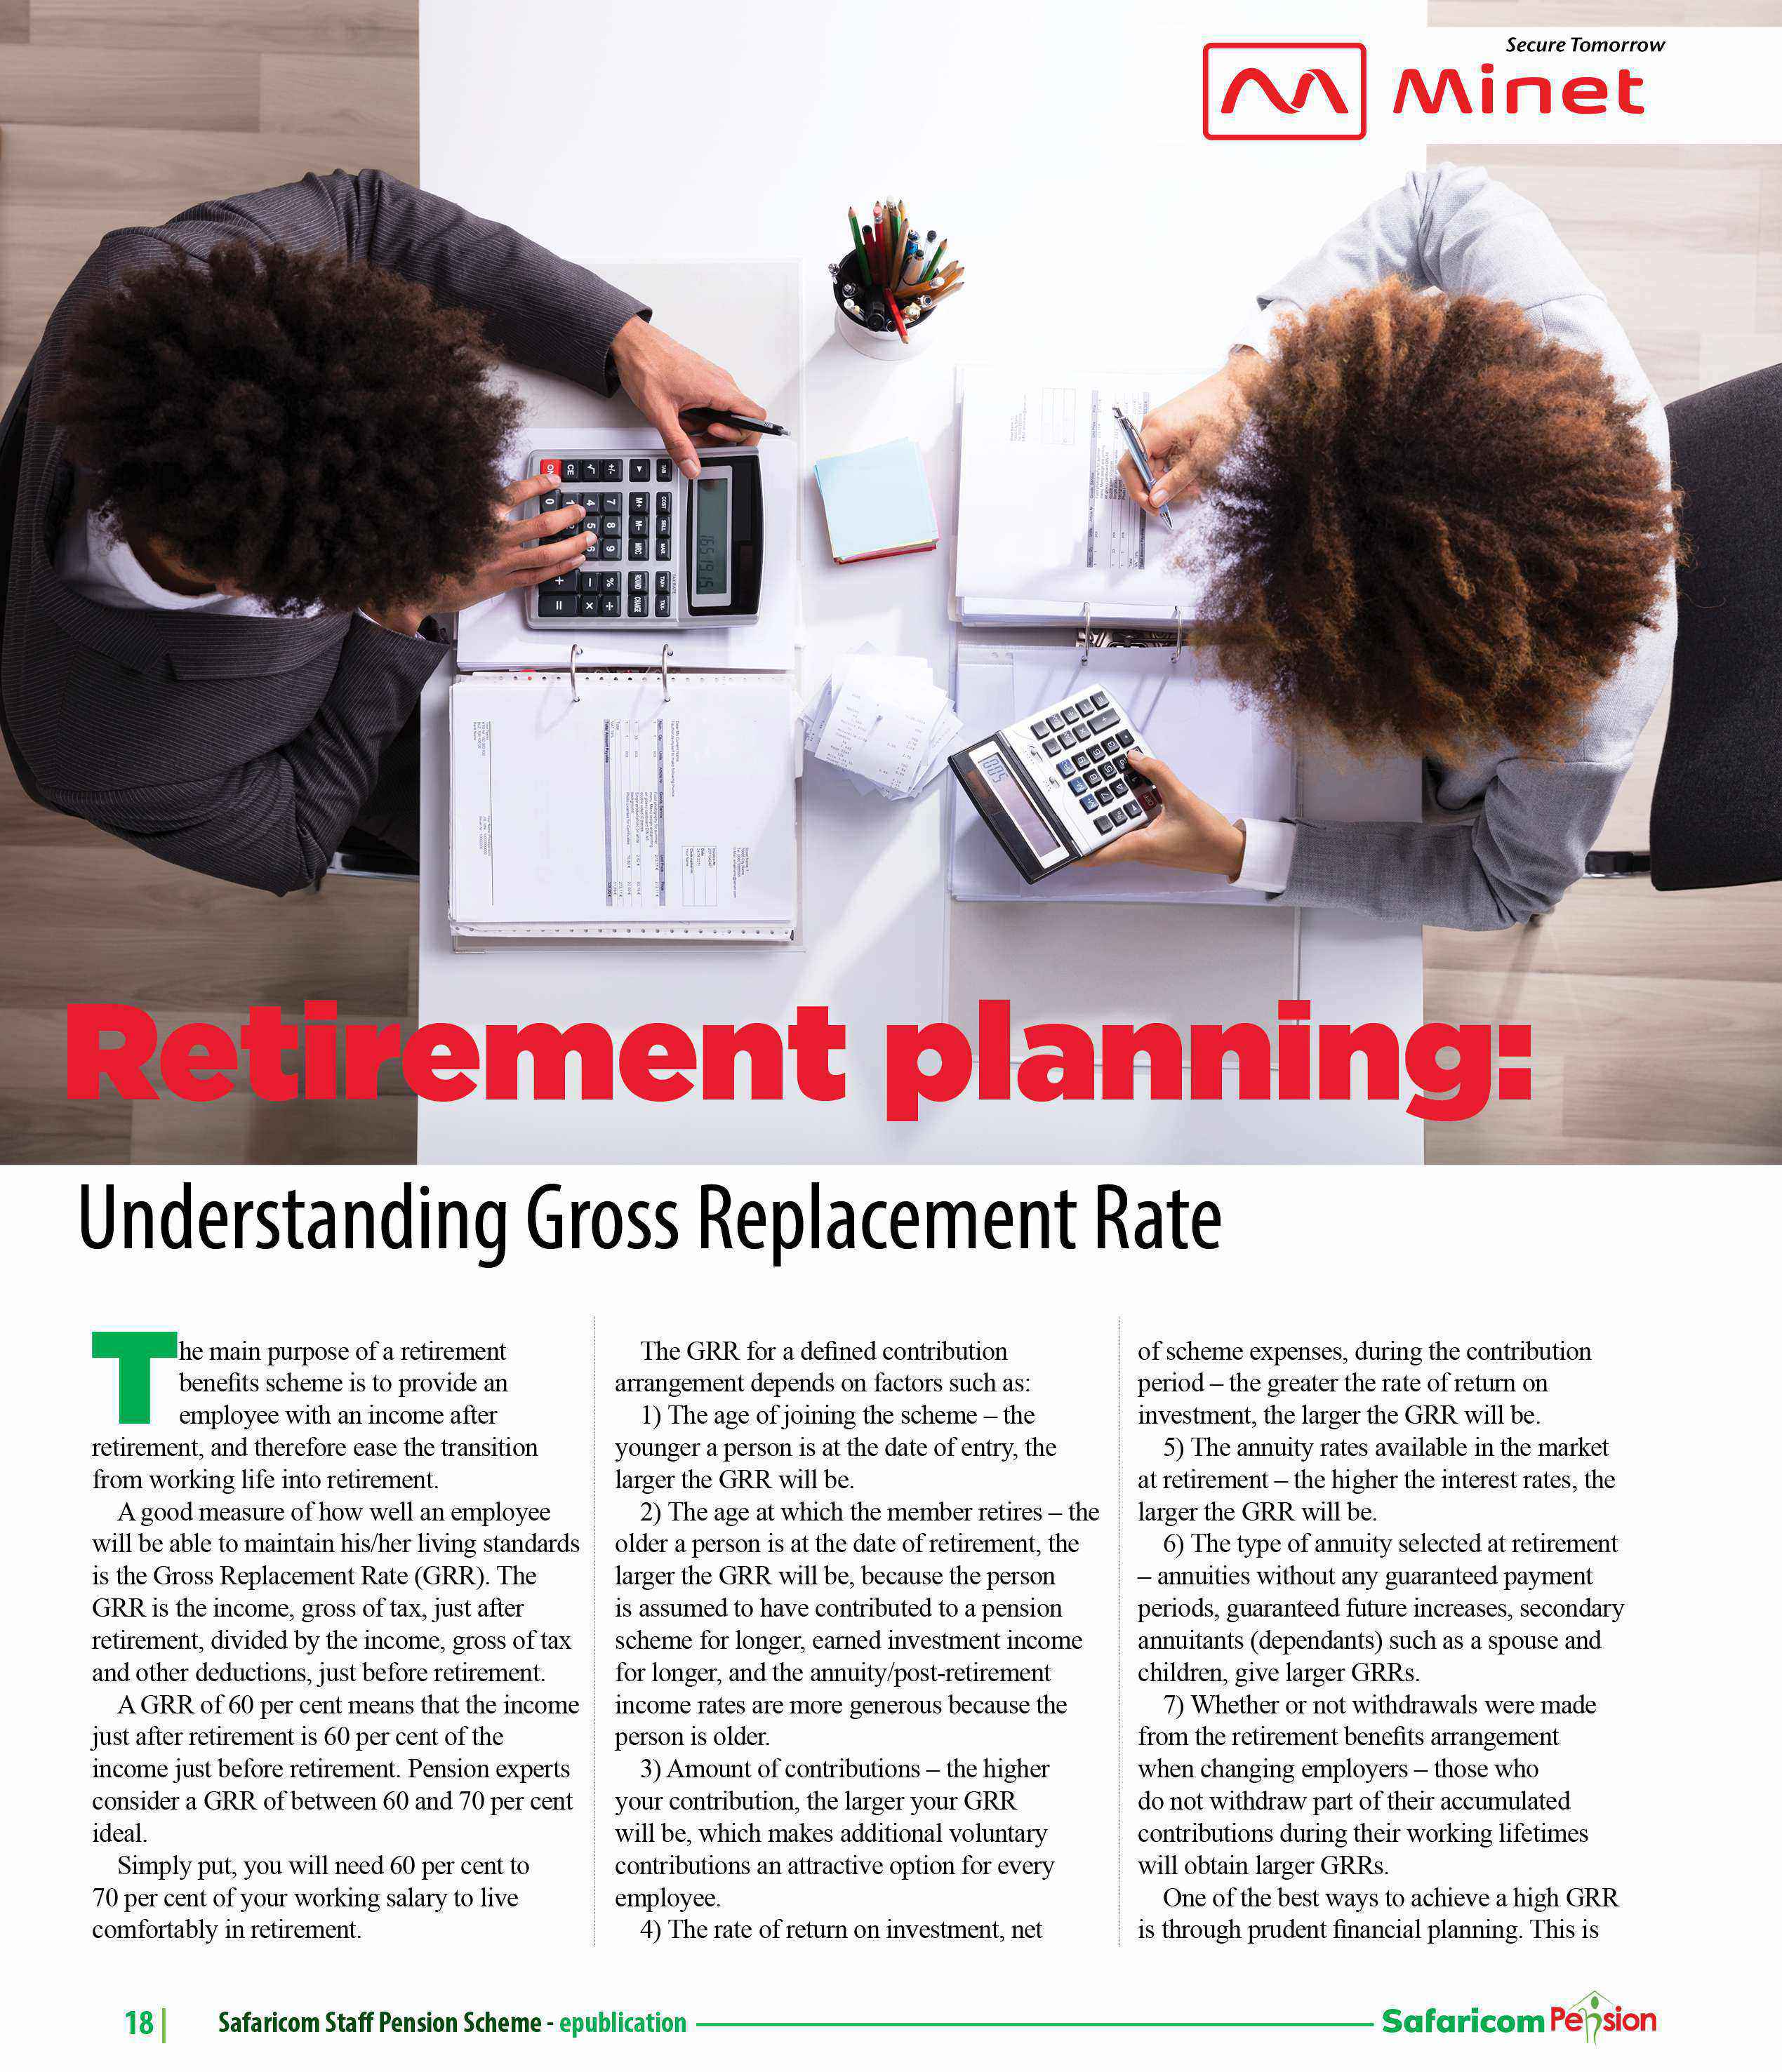 Secure Tomorrow
Minet
Retirement planning:
Understanding Gross Replacement Rate
The main purpose of a retirement
benefits scheme is to provide an
employee with an income after
retirement, and therefore ease the transition
from working life into retirement.
A good measure of how well an employee
will be able to maintain his/her living standards
is the Gross Replacement Rate (GRR). The
GRR is the income, gross of tax, just after
retirement, divided by the income, gross of tax
and other deductions, just before retirement.
A GRR of 60 per cent means that the income
just after retirement is 60 per cent of the
income just before retirement. Pension experts
consider a GRR of between 60 and 70 per cent
ideal.
Simply put, you will need 60 per cent to
70 per cent of your working salary to live
comfortably in retirement.
The GRR for a defined contribution
arrangement depends on factors such as:
1) The age of joining the scheme – the
younger a person is at the date of entry, the
larger the GRR will be.
2) The age at which the member retires – the
older a person is at the date of retirement, the
larger the GRR will be, because the person
is assumed to have contributed to a pension
scheme for longer, earned investment income
for longer, and the annuity/post-retirement
income rates are more generous because the
person is older.
3) Amount of contributions – the higher
your contribution, the larger your GRR
will be, which makes additional voluntary
contributions an attractive option for every
employee.
4) The rate of return on investment, net
of scheme expenses, during the contribution
period – the greater the rate of return on
investment, the larger the GRR will be.
5) The annuity rates available in the market
at retirement – the higher the interest rates, the
larger the GRR will be.
6) The type of annuity selected at retirement
– annuities without any guaranteed payment
periods, guaranteed future increases, secondary
annuitants (dependants) such as a spouse and
children, give larger GRRs.
7) Whether or not withdrawals were made
from the retirement benefits arrangement
when changing employers – those who
do not withdraw part of their accumulated
contributions during their working lifetimes
will obtain larger GRRs.
One of the best ways to achieve a high GRR
is through prudent financial planning. This is
18 | Safaricom Staff Pension Scheme - epublication
Safaricom Pension